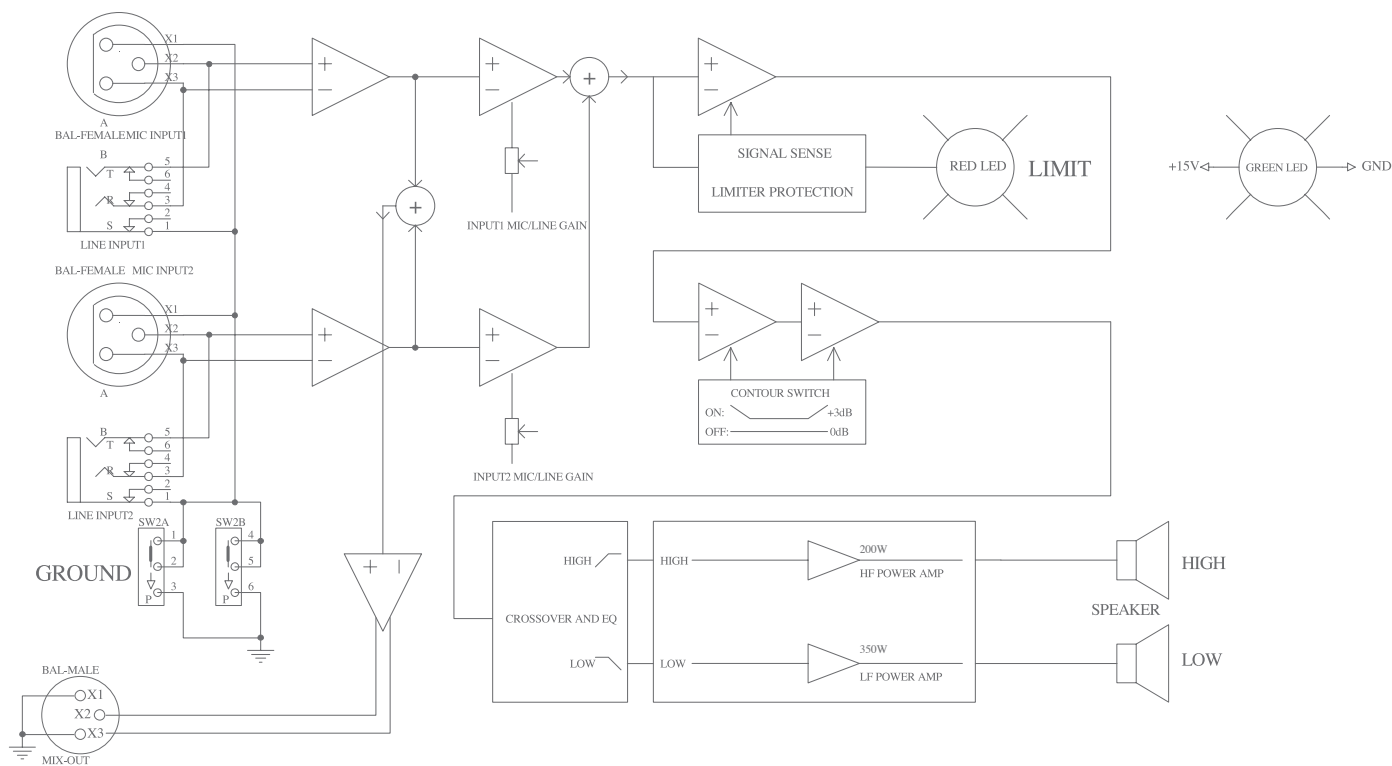 X1
X2
X3
A
BAL-FEMALE MIC INPUT1
B
T
R
S
5
6
4
3
2
1
LINE INPUT1
BAL-FEMALE MIC INPUT2
X1
X2
X3
A
B
T
R
S
5
6
4
3
2
1
LINE INPUT2
SW2A
1
2
3
P
SW2B
4
5
6
P
GROUND
BAL-MALE
X1
X2
X3
MIX-OUT
+
−
+
−
+
+
+
−
+
−
+ −
INPUT1 MIC/LINE GAIN
INPUT2 MIC/LINE GAIN
+
−
SIGNAL SENSE
LIMITER PROTECTION
RED LED
LIMIT
+15V
GREEN LED
GND
+
−
+
−
CONTOUR SWITCH
ON: +3dB
OFF: 0dB
HIGH
CROSSOVER AND EQ
LOW
HIGH
200W
HF POWER AMP
LOW
350W
LF POWER AMP
HIGH
SPEAKER
LOW